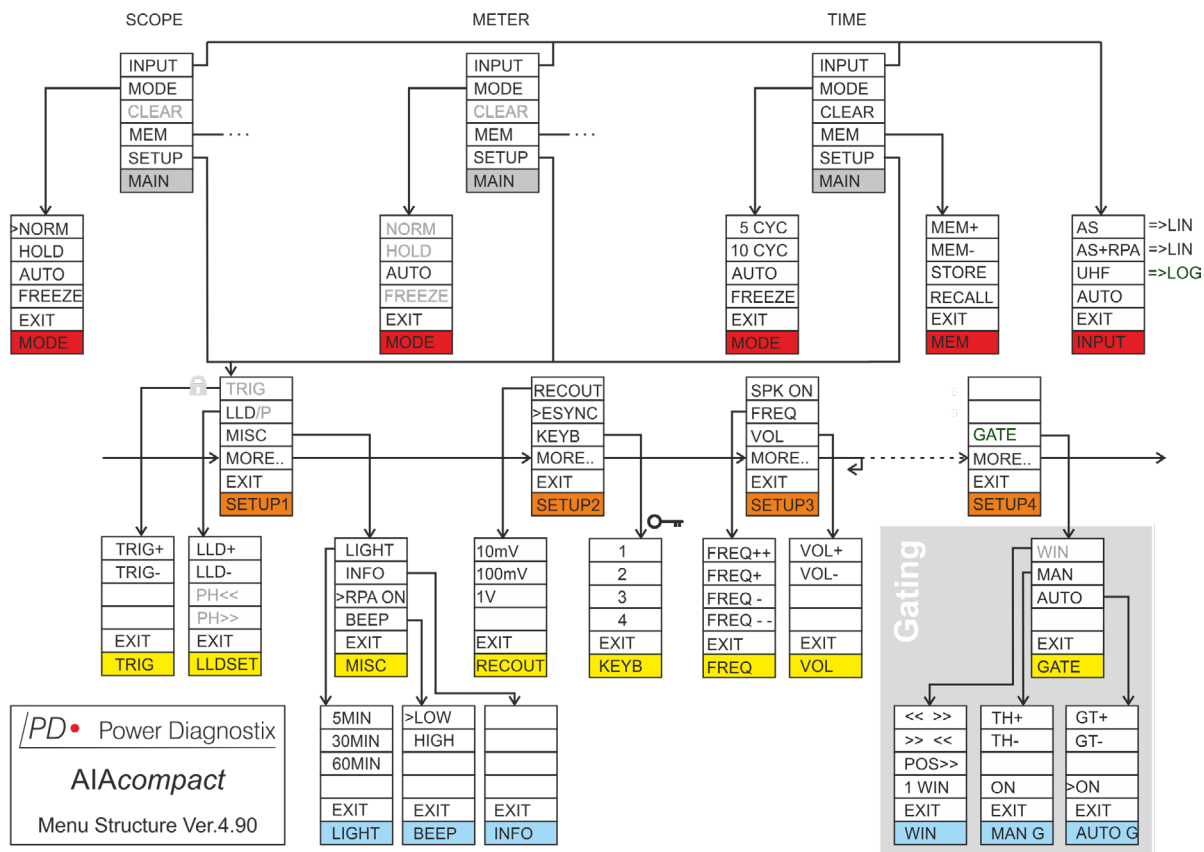 SCOPE
METER
TIME
INPUT
MODE
CLEAR
MEM
SETUP
MAIN
INPUT
MODE
CLEAR
MEM
SETUP
MAIN
INPUT
MODE
CLEAR
MEM
SETUP
MAIN
>NORM
HOLD
AUTO
FREEZE
EXIT
MODE
NORM
HOLD
AUTO
FREEZE
EXIT
MODE
5 CYC
10 CYC
AUTO
FREEZE
EXIT
MODE
MEM+
MEM-
STORE
RECALL
EXIT
MEM
AS =>LIN
AS+RPA =>LIN
UHF =>LOG
AUTO
EXIT
INPUT
TRIG
LLD/P
MISC
MORE..
EXIT
SETUP1
RECOUT
>ESYNC
KEYB
MORE..
EXIT
SETUP2
SPK ON
FREQ
VOL
MORE..
EXIT
SETUP3
GATE
MORE..
EXIT
SETUP4
TRIG+
TRIG-
EXIT
TRIG
LLD+
LLD-
PH<<
PH>>
EXIT
LLDSET
LIGHT
INFO
>RPA ON
BEEP
EXIT
MISC
10mV
100mV
1V
EXIT
RECOUT
1
2
3
4
EXIT
KEYB
FREQ++
FREQ+
FREQ -
FREQ - -
EXIT
FREQ
VOL+
VOL-
EXIT
VOL
Gating
WIN
MAN
AUTO
EXIT
GATE
5MIN
30MIN
60MIN
EXIT
LIGHT
>LOW
HIGH
EXIT
BEEP
EXIT
INFO
<< >>
>> <<
POS>>
1 WIN
EXIT
WIN
TH+
TH-
ON
EXIT
MAN G
GT+
GT-
>ON
EXIT
AUTO G
PD Power Diagnostix
AIAcompact
Menu Structure Ver.4.90